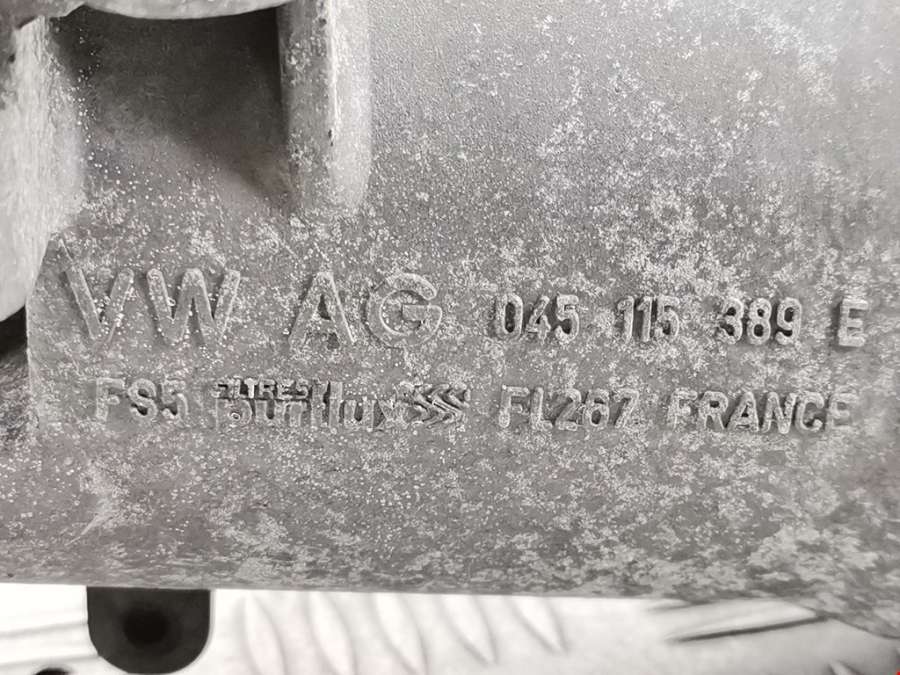 VW AG 045 115 389 E
FS5 FILTRES purflux FL267 FRANCE